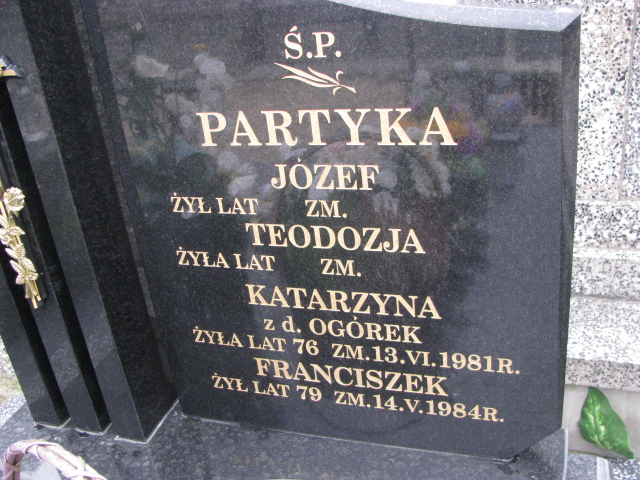 Ś.P.
PARTYKA
JÓZEF
ŻYŁ LAT ZM.
TEODOZJA
ŻYŁA LAT ZM.
KATARZYNA
z d. OGÓREK
ŻYŁA LAT 76 ZM. 13.VI.1981R.
FRANCISZEK
ŻYŁ LAT 79 ZM. 14.V.1984R.